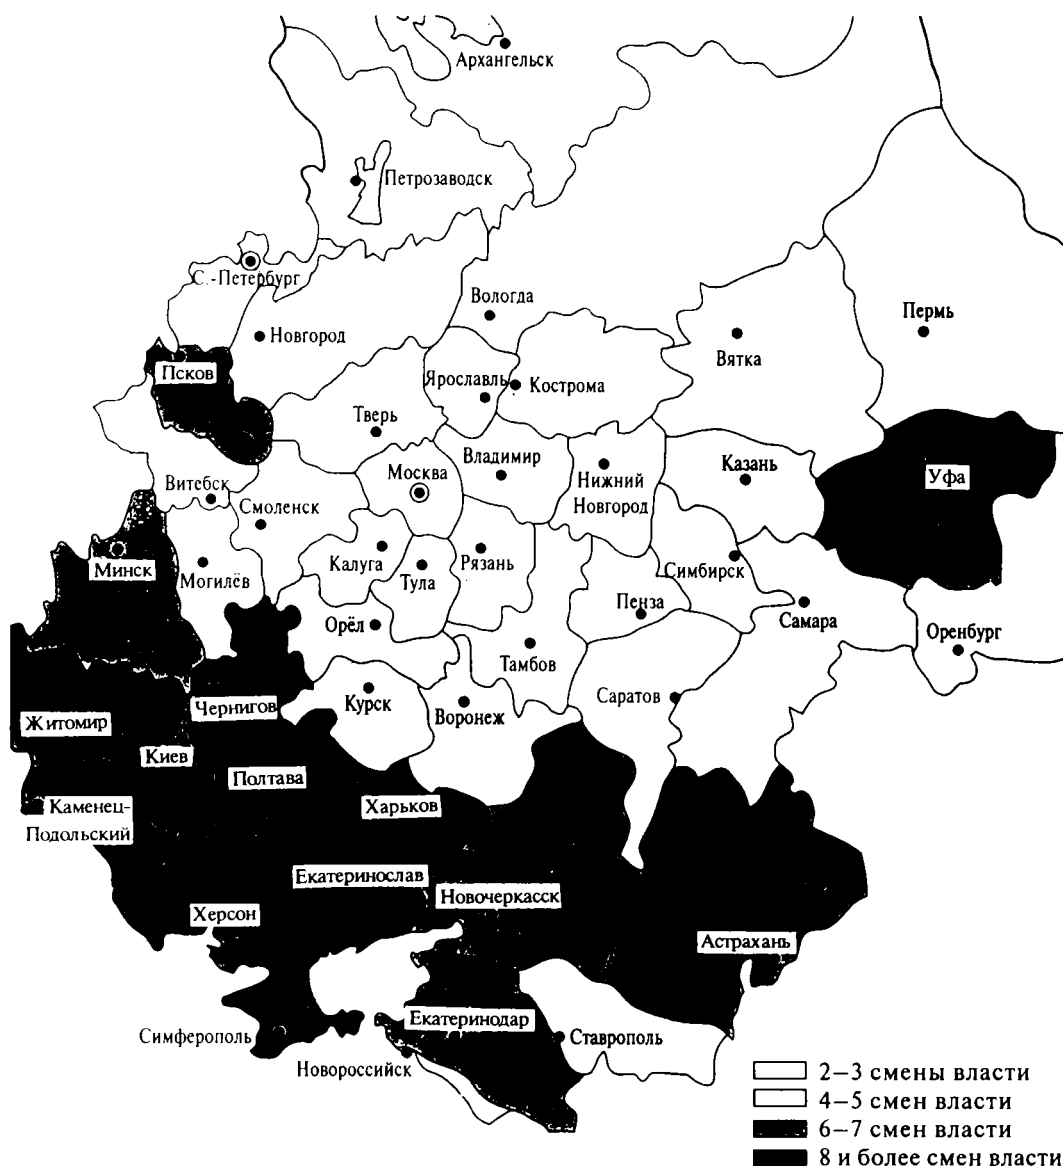 Архангельск
Петрозаводск
С.-Петербург
Вологда
Пермь
Новгород
Вятка
Псков
Ярославль
Кострома
Тверь
Владимир
Москва
Казань
Уфа
Нижний
Новгород
Витебск
Смоленск
Минск
Могилёв
Калуга
Тула
Рязань
Симбирск
Пенза
Самара
Орёл
Оренбург
Тамбов
Саратов
Курск
Воронеж
Чернигов
Житомир
Киев
Полтава
Харьков
Каменец-
Подольский
Екатеринослав
Новочеркасск
Херсон
Астрахань
Екатеринодар
Симферополь
Ставрополь
Новороссийск
2–3 смены власти
4–5 смен власти
6–7 смен власти
8 и более смен власти